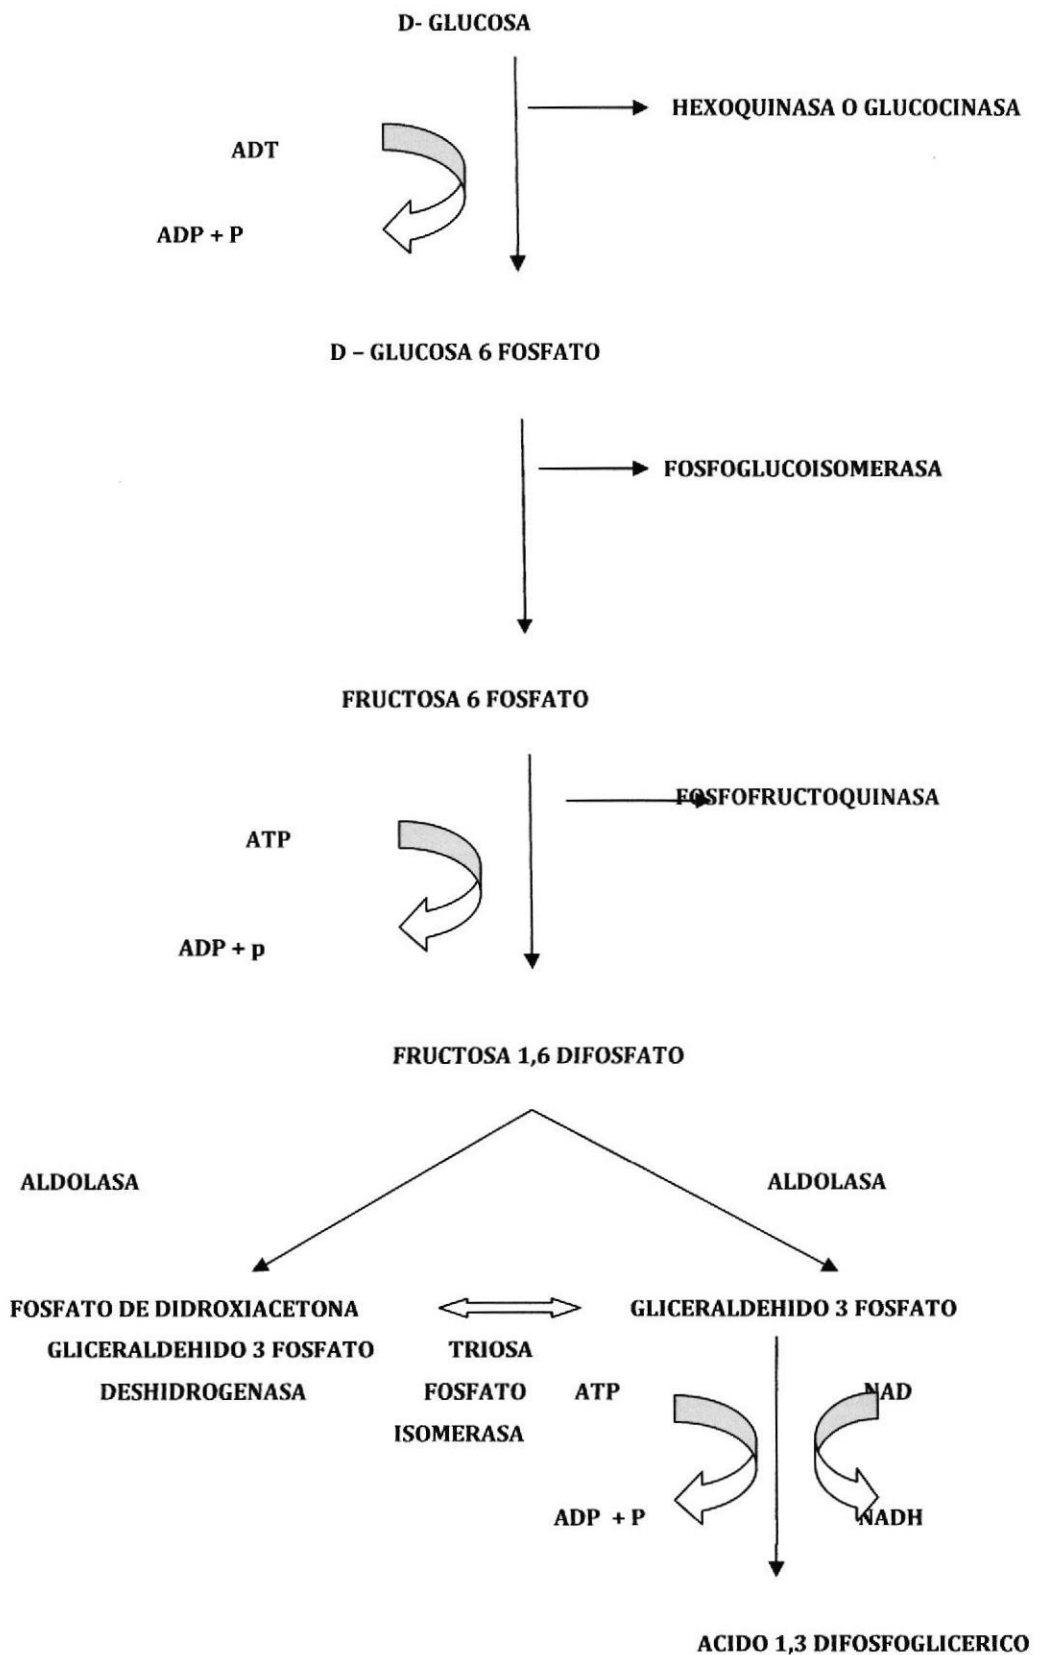 D- GLUCOSA
HEXOQUINASA O GLUCOCINASA
ADT
ADP + P
D – GLUCOSA 6 FOSFATO
FOSFOGLUCOISOMERASA
FRUCTOSA 6 FOSFATO
FOSFOFRUCTOQUINASA
ATP
ADP + p
FRUCTOSA 1,6 DIFOSFATO
ALDOLASA ALDOLASA
FOSFATO DE DIDROXIACETONA GLICERALDEHIDO 3 FOSFATO
GLICERALDEHIDO 3 FOSFATO TRIOSA
DESHIDROGENASA FOSFATO ATP NAD
ISOMERASA
ADP + P NADH
ACIDO 1,3 DIFOSFOGLICERICO